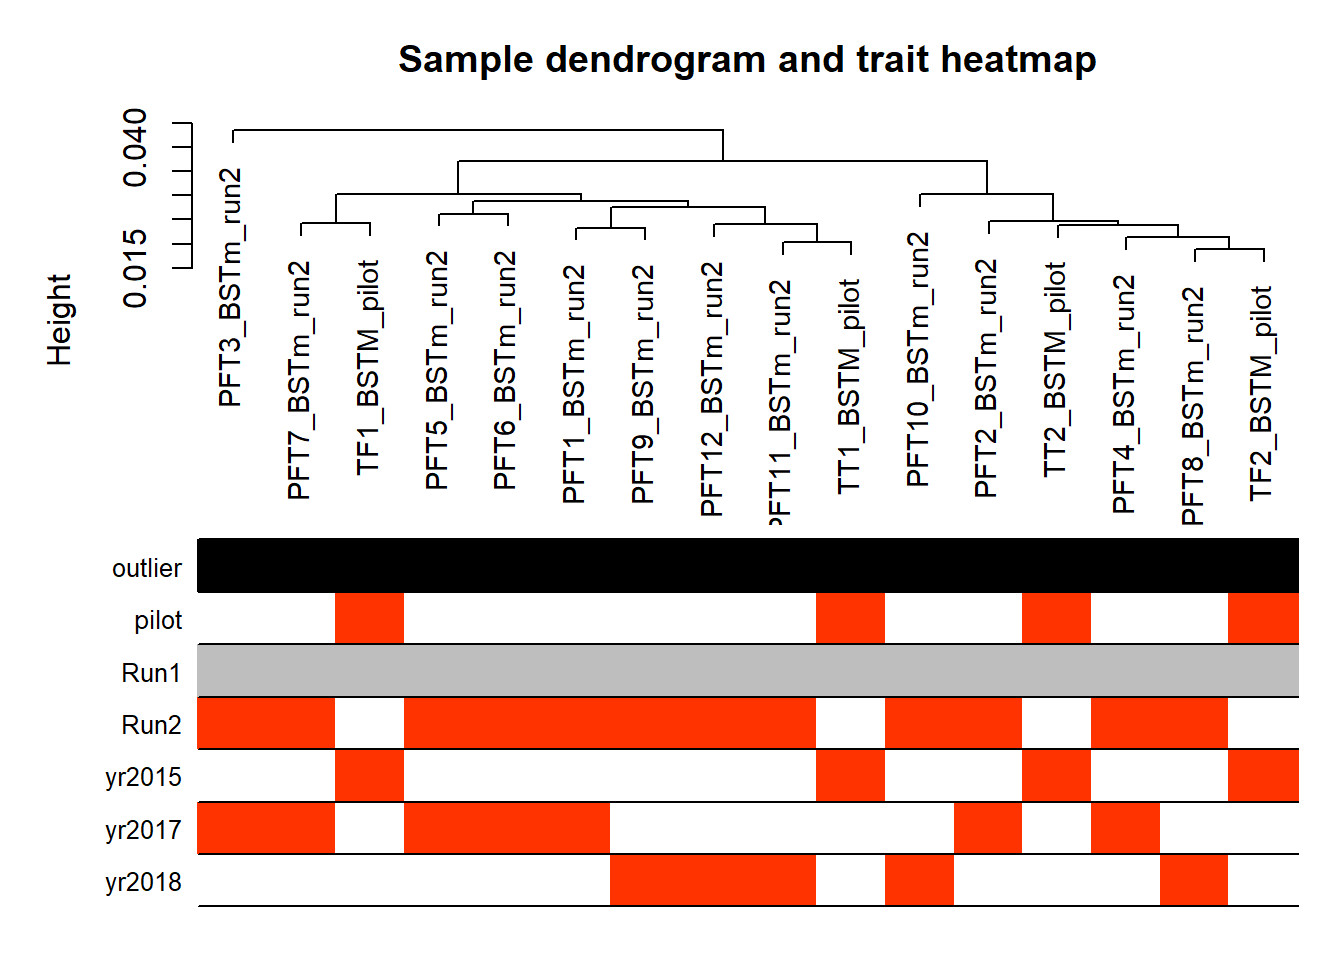 Sample dendrogram and trait heatmap
Height
0.015
0.040
PFT3_BSTm_run2
PFT7_BSTm_run2
TF1_BSTM_pilot
PFT5_BSTm_run2
PFT6_BSTm_run2
PFT1_BSTm_run2
PFT9_BSTm_run2
PFT12_BSTm_run2
PFT11_BSTm_run2
TT1_BSTM_pilot
PFT10_BSTm_run2
PFT2_BSTm_run2
TT2_BSTM_pilot
PFT4_BSTm_run2
PFT8_BSTm_run2
TF2_BSTM_pilot
outlier
pilot
Run1
Run2
yr2015
yr2017
yr2018